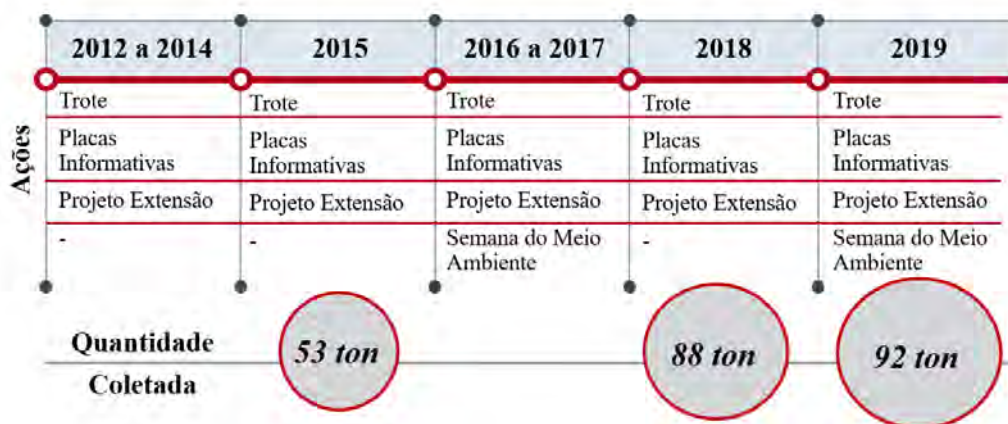 2012 a 2014 2015 2016 a 2017 2018 2019
Ações
Trote Trote Trote Trote Trote
Placas Placas Placas Placas Placas
Informativas Informativas Informativas Informativas Informativas
Projeto Extensão Projeto Extensão Projeto Extensão Projeto Extensão Projeto Extensão
- - Semana do Meio - Semana do Meio
Ambiente Ambiente
Quantidade
Coletada
53 ton 88 ton 92 ton